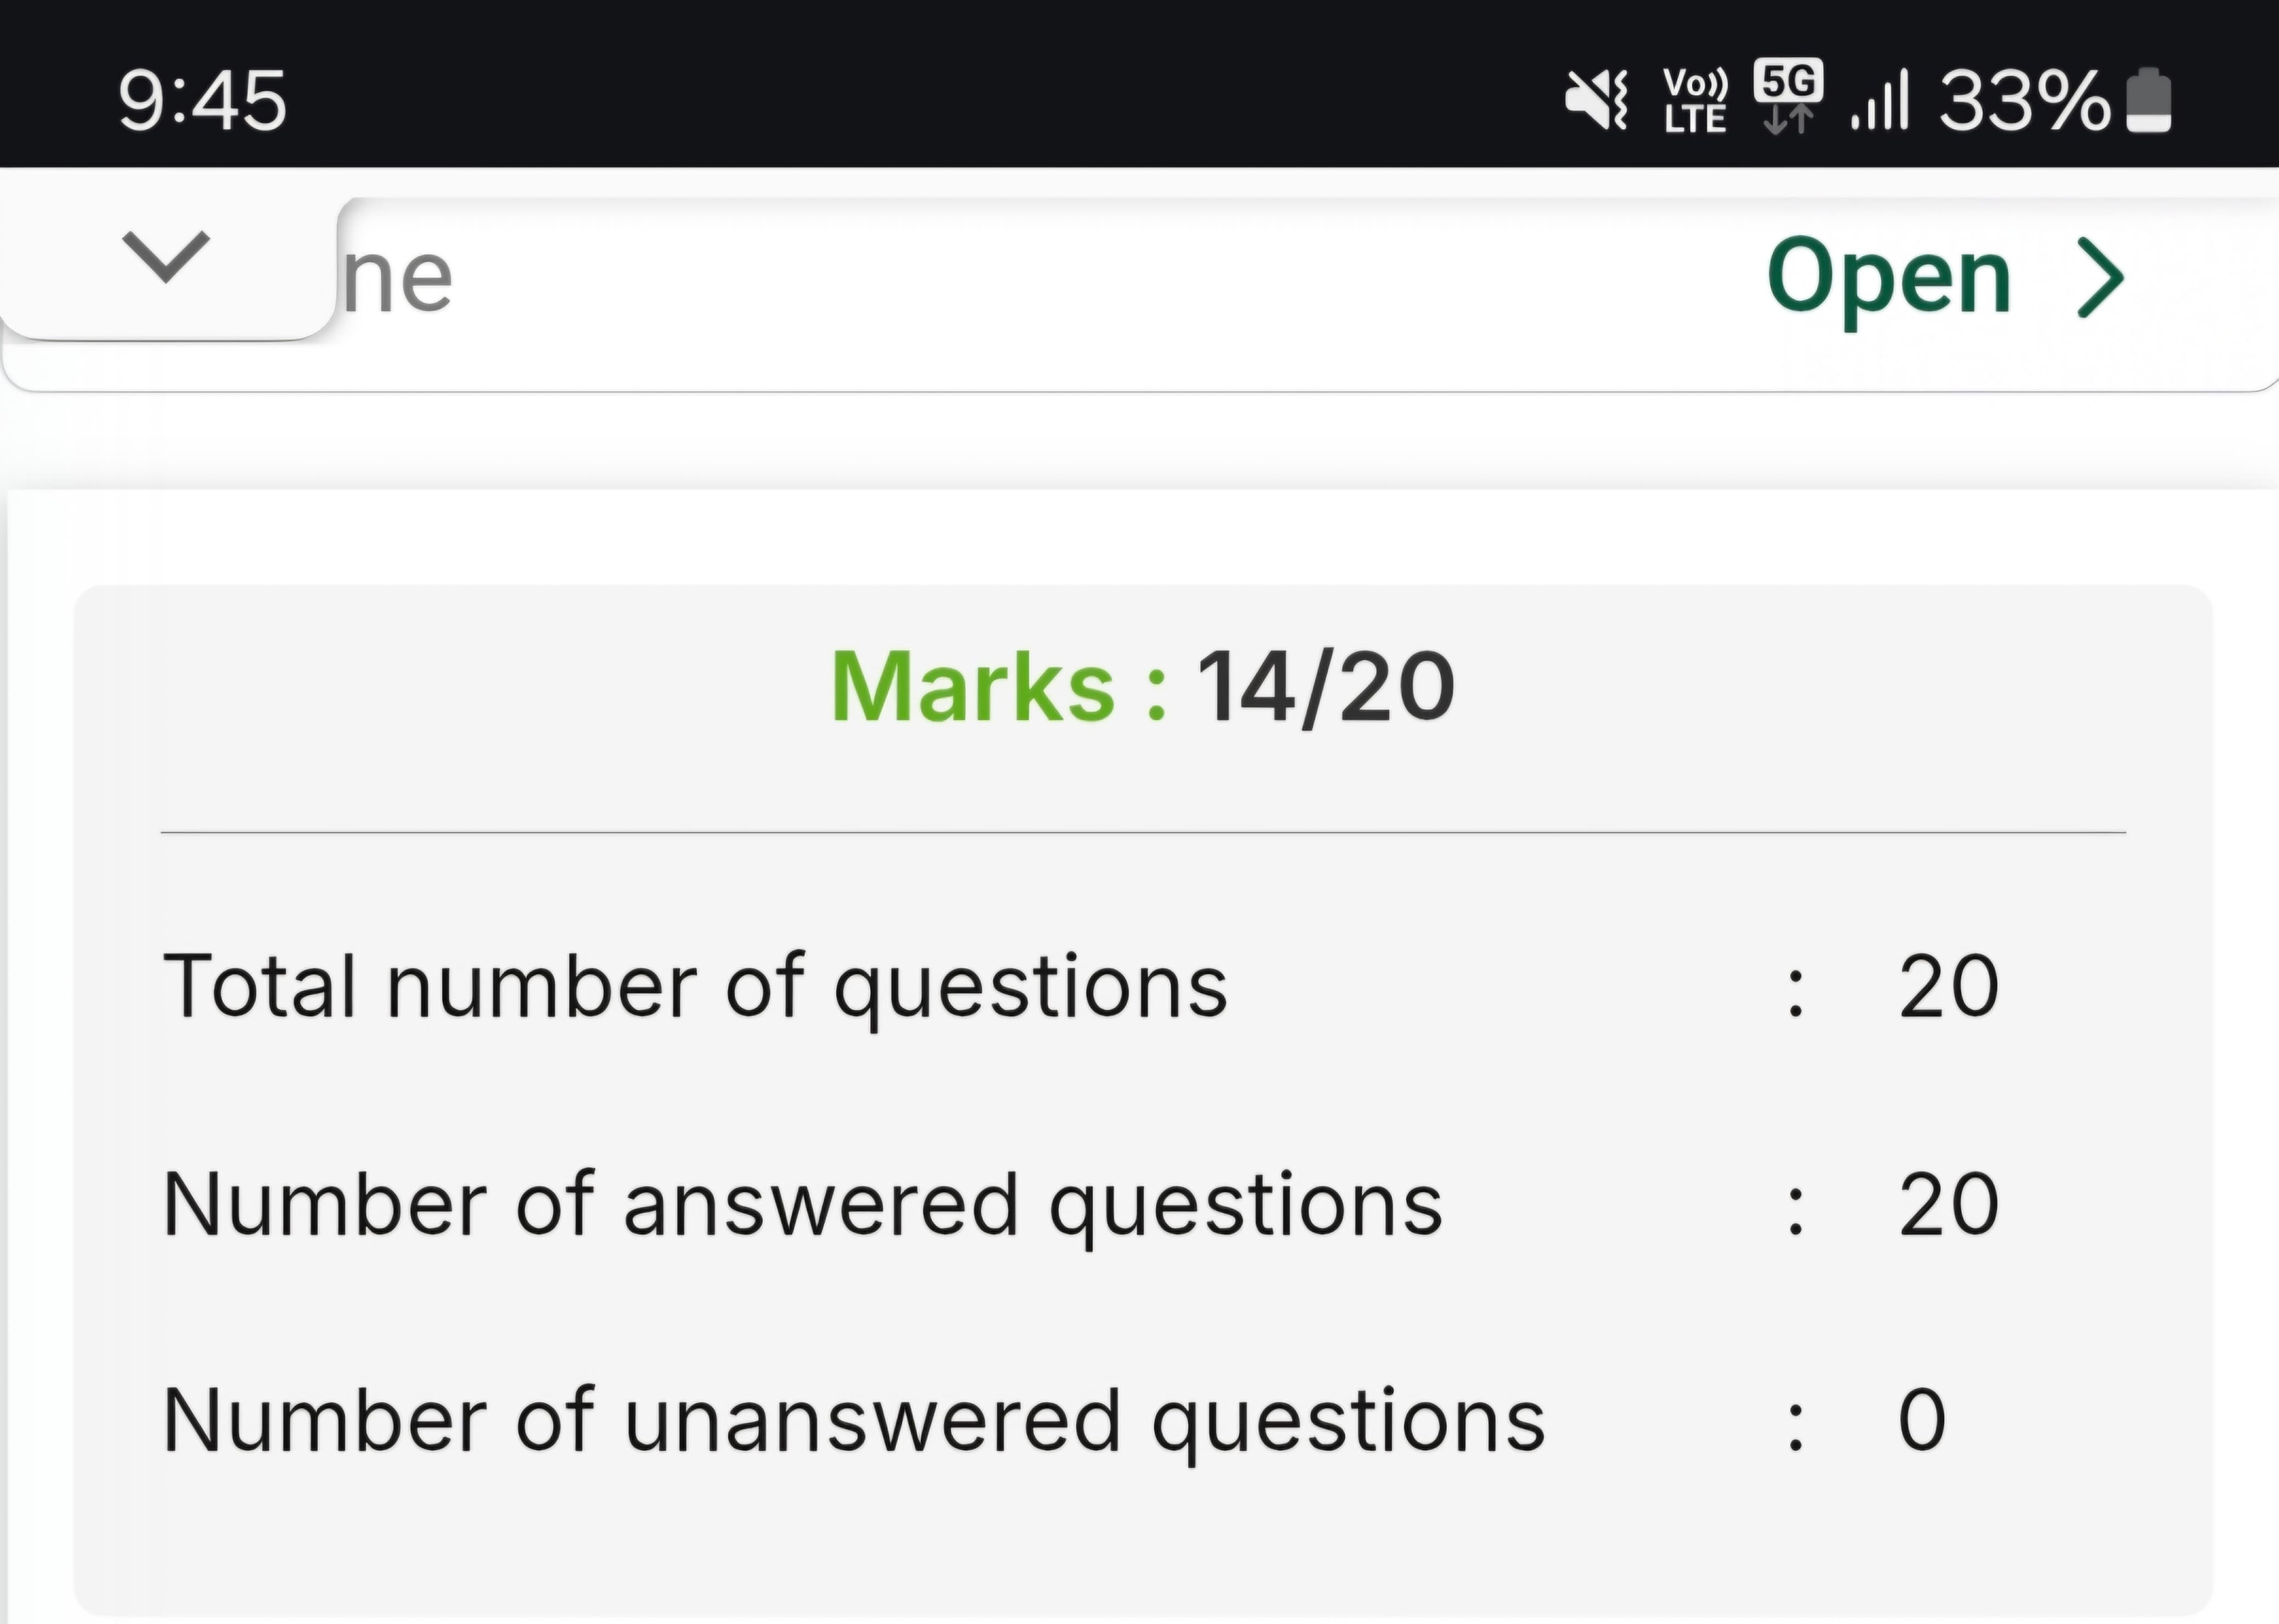 9:45 Vo)) LTE 5G 33%
ne Open
Marks : 14/20
Total number of questions : 20
Number of answered questions : 20
Number of unanswered questions : 0